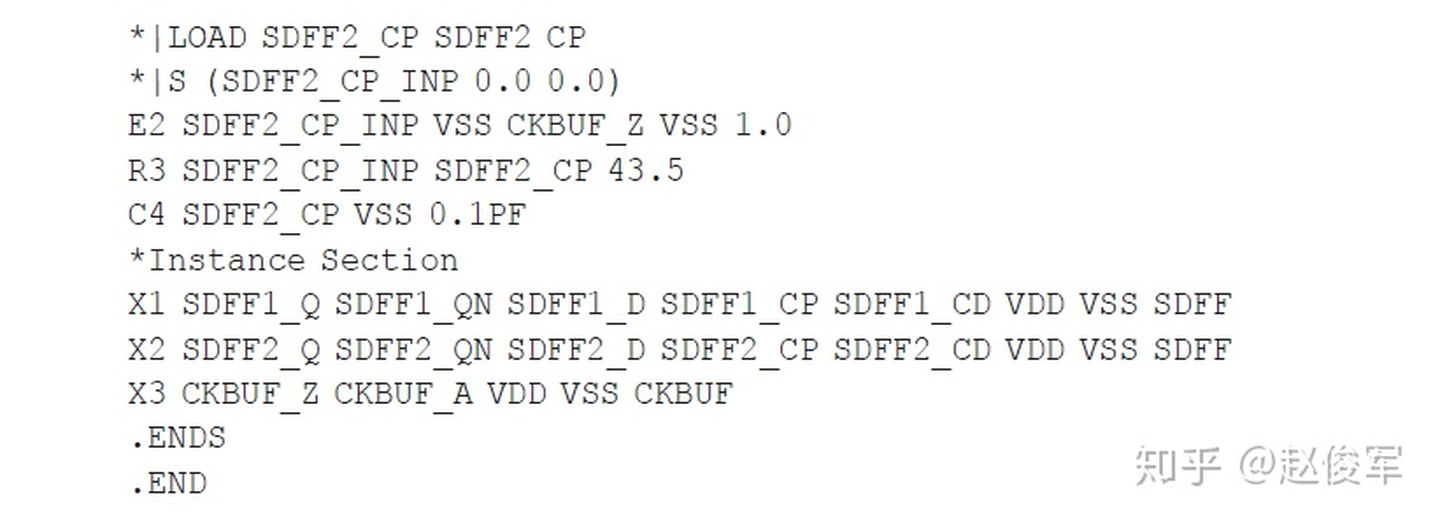 *|LOAD SDFF2_CP SDFF2 CP
*|S (SDFF2_CP_INP 0.0 0.0)
E2 SDFF2_CP_INP VSS CKBUF_Z VSS 1.0
R3 SDFF2_CP_INP SDFF2_CP 43.5
C4 SDFF2_CP VSS 0.1PF
*Instance Section
X1 SDFF1_Q SDFF1_QN SDFF1_D SDFF1_CP SDFF1_CD VDD VSS SDFF
X2 SDFF2_Q SDFF2_QN SDFF2_D SDFF2_CP SDFF2_CD VDD VSS SDFF
X3 CKBUF_Z CKBUF_A VDD VSS CKBUF
.ENDS
.END
知乎 @赵俊军